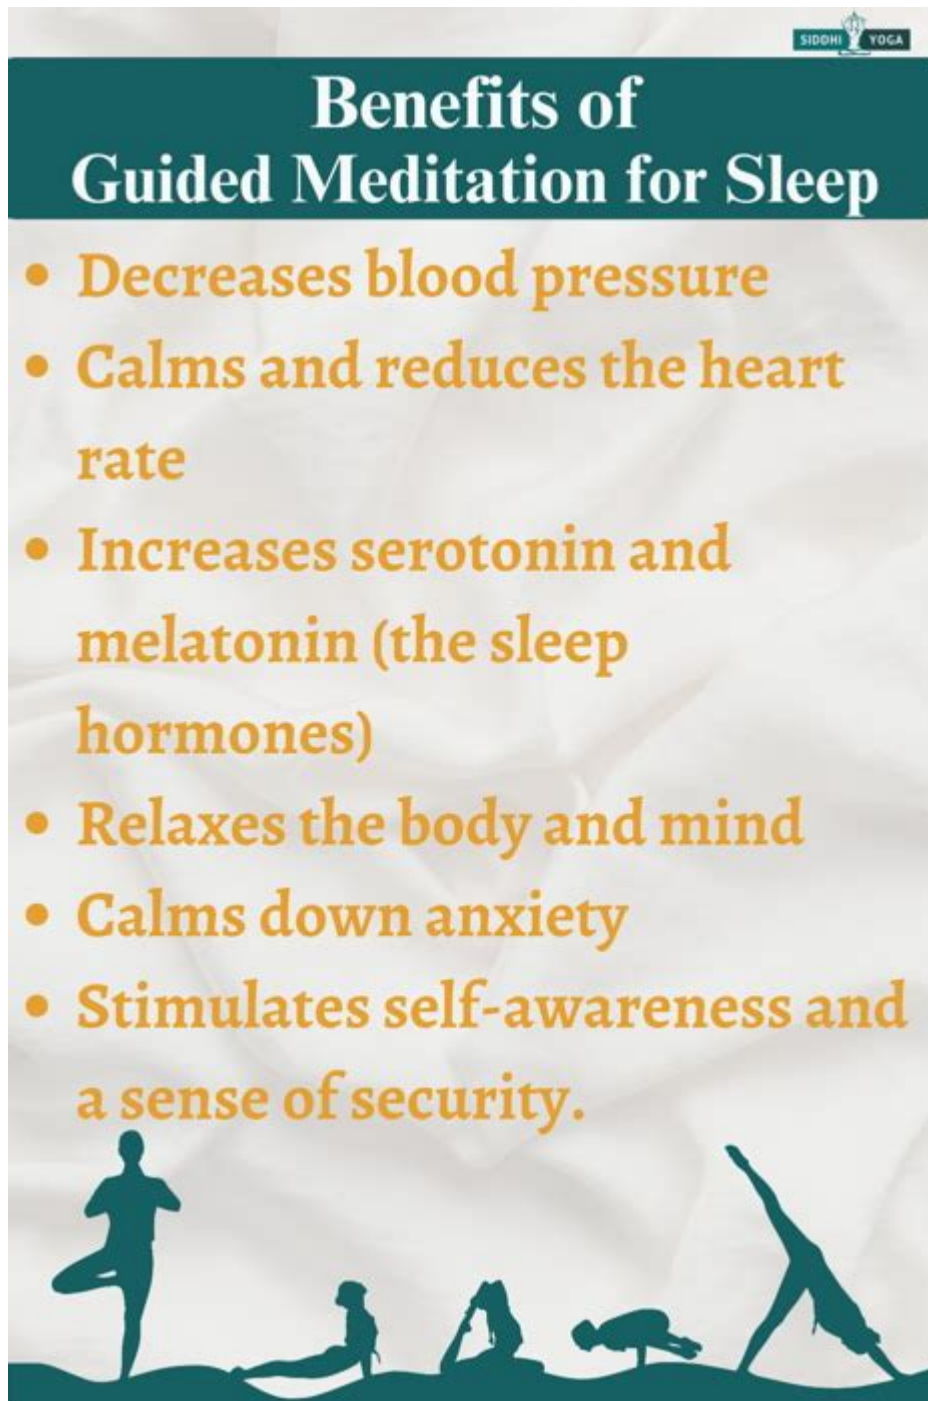 SIDDHI YOGA
Benefits of
Guided Meditation for Sleep
• Decreases blood pressure
• Calms and reduces the heart
rate
• Increases serotonin and
melatonin (the sleep
hormones)
• Relaxes the body and mind
• Calms down anxiety
• Stimulates self-awareness and
a sense of security.